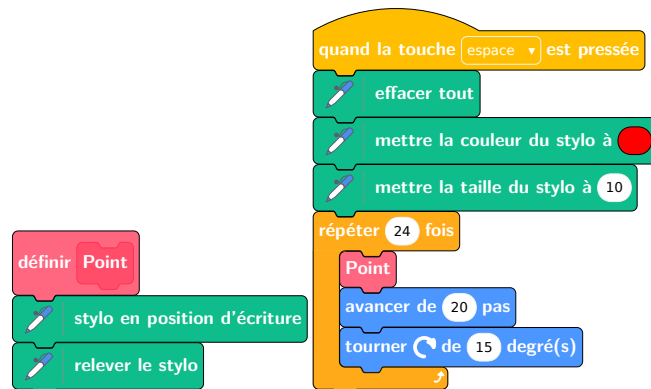 définir Point
stylo en position d'écriture
relever le stylo
quand la touche espace ▾ est pressée
effacer tout
mettre la couleur du stylo à
mettre la taille du stylo à 10
répéter 24 fois
Point
avancer de 20 pas
tourner de 15 degré(s)